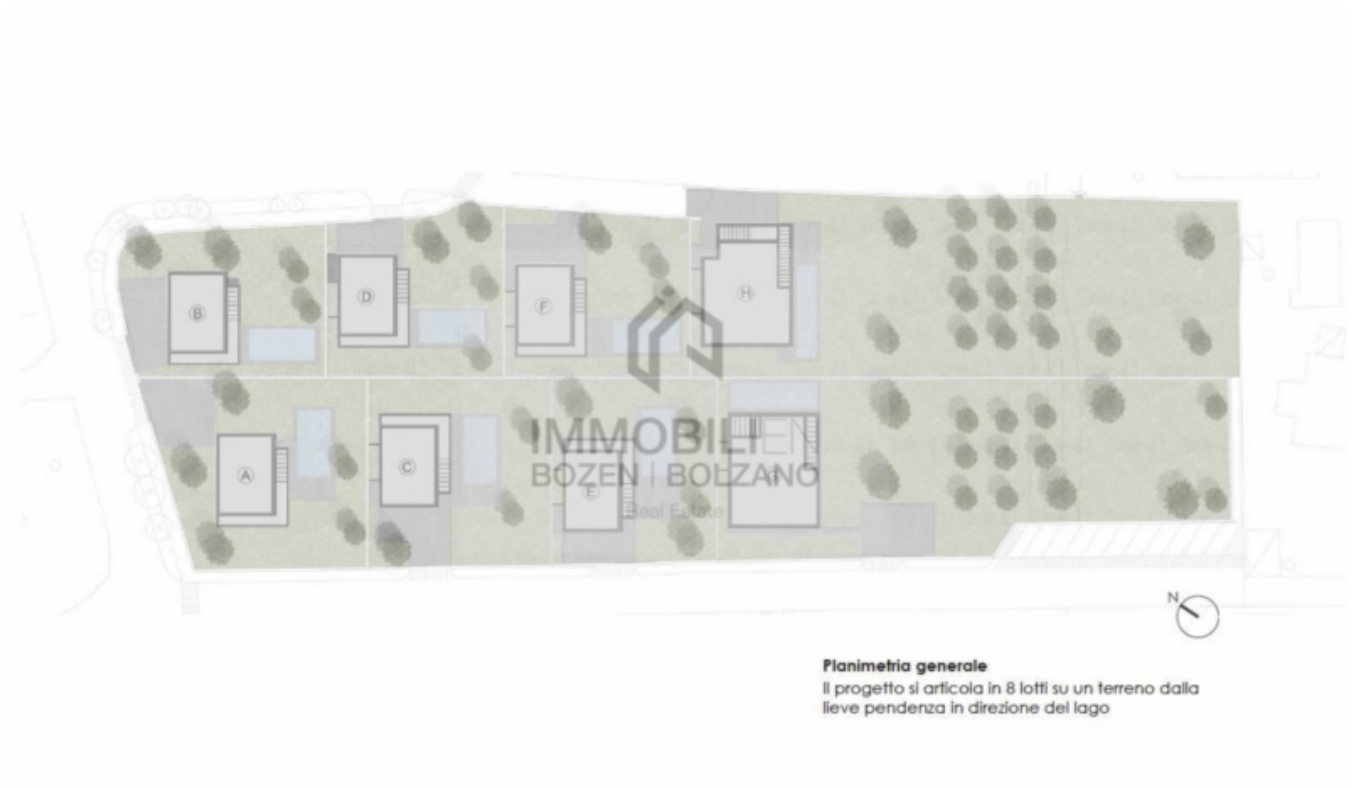 B
D
F
H
A
C
E
IMMOBILIEN
BOZEN | BOLZANO
Real Estate
N
Planimetria generale
Il progetto si articola in 8 lotti su un terreno dalla
lieve pendenza in direzione del lago